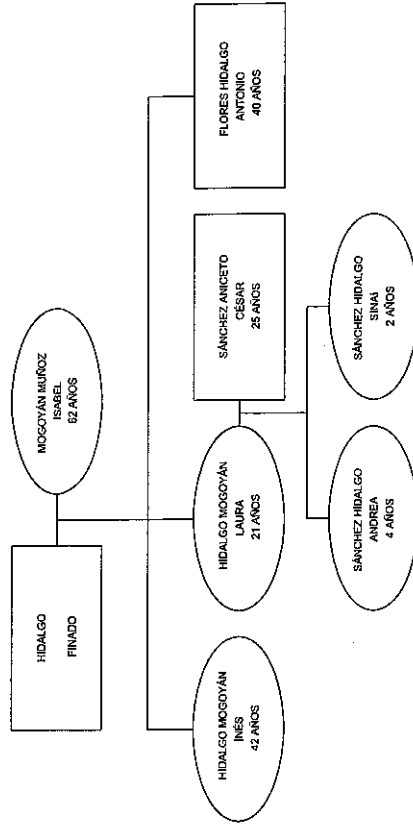 HIDALGO
FINADO
MOGOYÁN MUÑOZ
ISABEL
62 AÑOS
HIDALGO MOGOYÁN
INÉS
42 AÑOS
HIDALGO MOGOYÁN
LAURA
21 AÑOS
SÁNCHEZ ANICETO
CÉSAR
25 AÑOS
FLORES HIDALGO
ANTONIO
40 AÑOS
SÁNCHEZ HIDALGO
ANDREA
4 AÑOS
SÁNCHEZ HIDALGO
SINAÍ
2 AÑOS